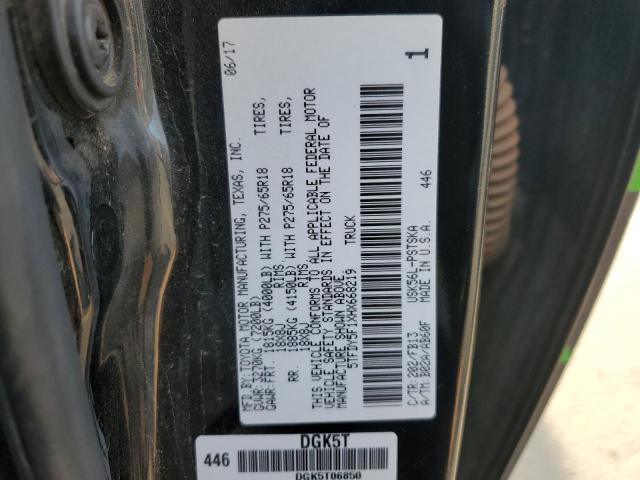 MFD.BY:TOYOTA MOTOR MANUFACTURING, TEXAS, INC. 06/17
GVWR:3270KG (7200LB)
GAWR:FRT. 1815KG (4000LB) WITH P275/65R18 TIRES,
18X8J RIMS
RR. 1885KG (4150LB) WITH P275/65R18 TIRES,
18X8J RIMS
THIS VEHICLE CONFORMS TO ALL APPLICABLE FEDERAL MOTOR
VEHICLE SAFETY STANDARDS IN EFFECT ON THE DATE OF
MANUFACTURE SHOWN ABOVE.
5TFDY5F1XHX668219 TRUCK
C/TR:202/FB13 USK56L-PSTSKA 446
A/TM:B02A/AB60F MADE IN U.S.A. 1
DGK5T
446
DGK5T06850